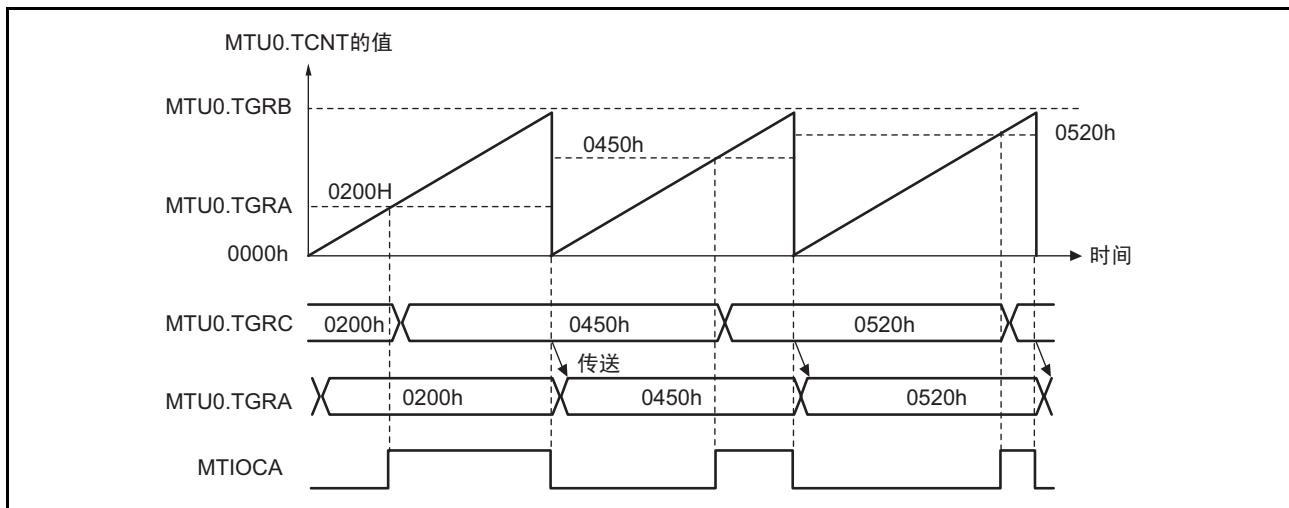 MTU0.TCNT的值
MTU0.TGRB
0450h
0520h
0200H
MTU0.TGRA
0000h
时间
MTU0.TGRC 0200h 0450h 0520h
传送
MTU0.TGRA 0200h 0450h 0520h
MTIOCA